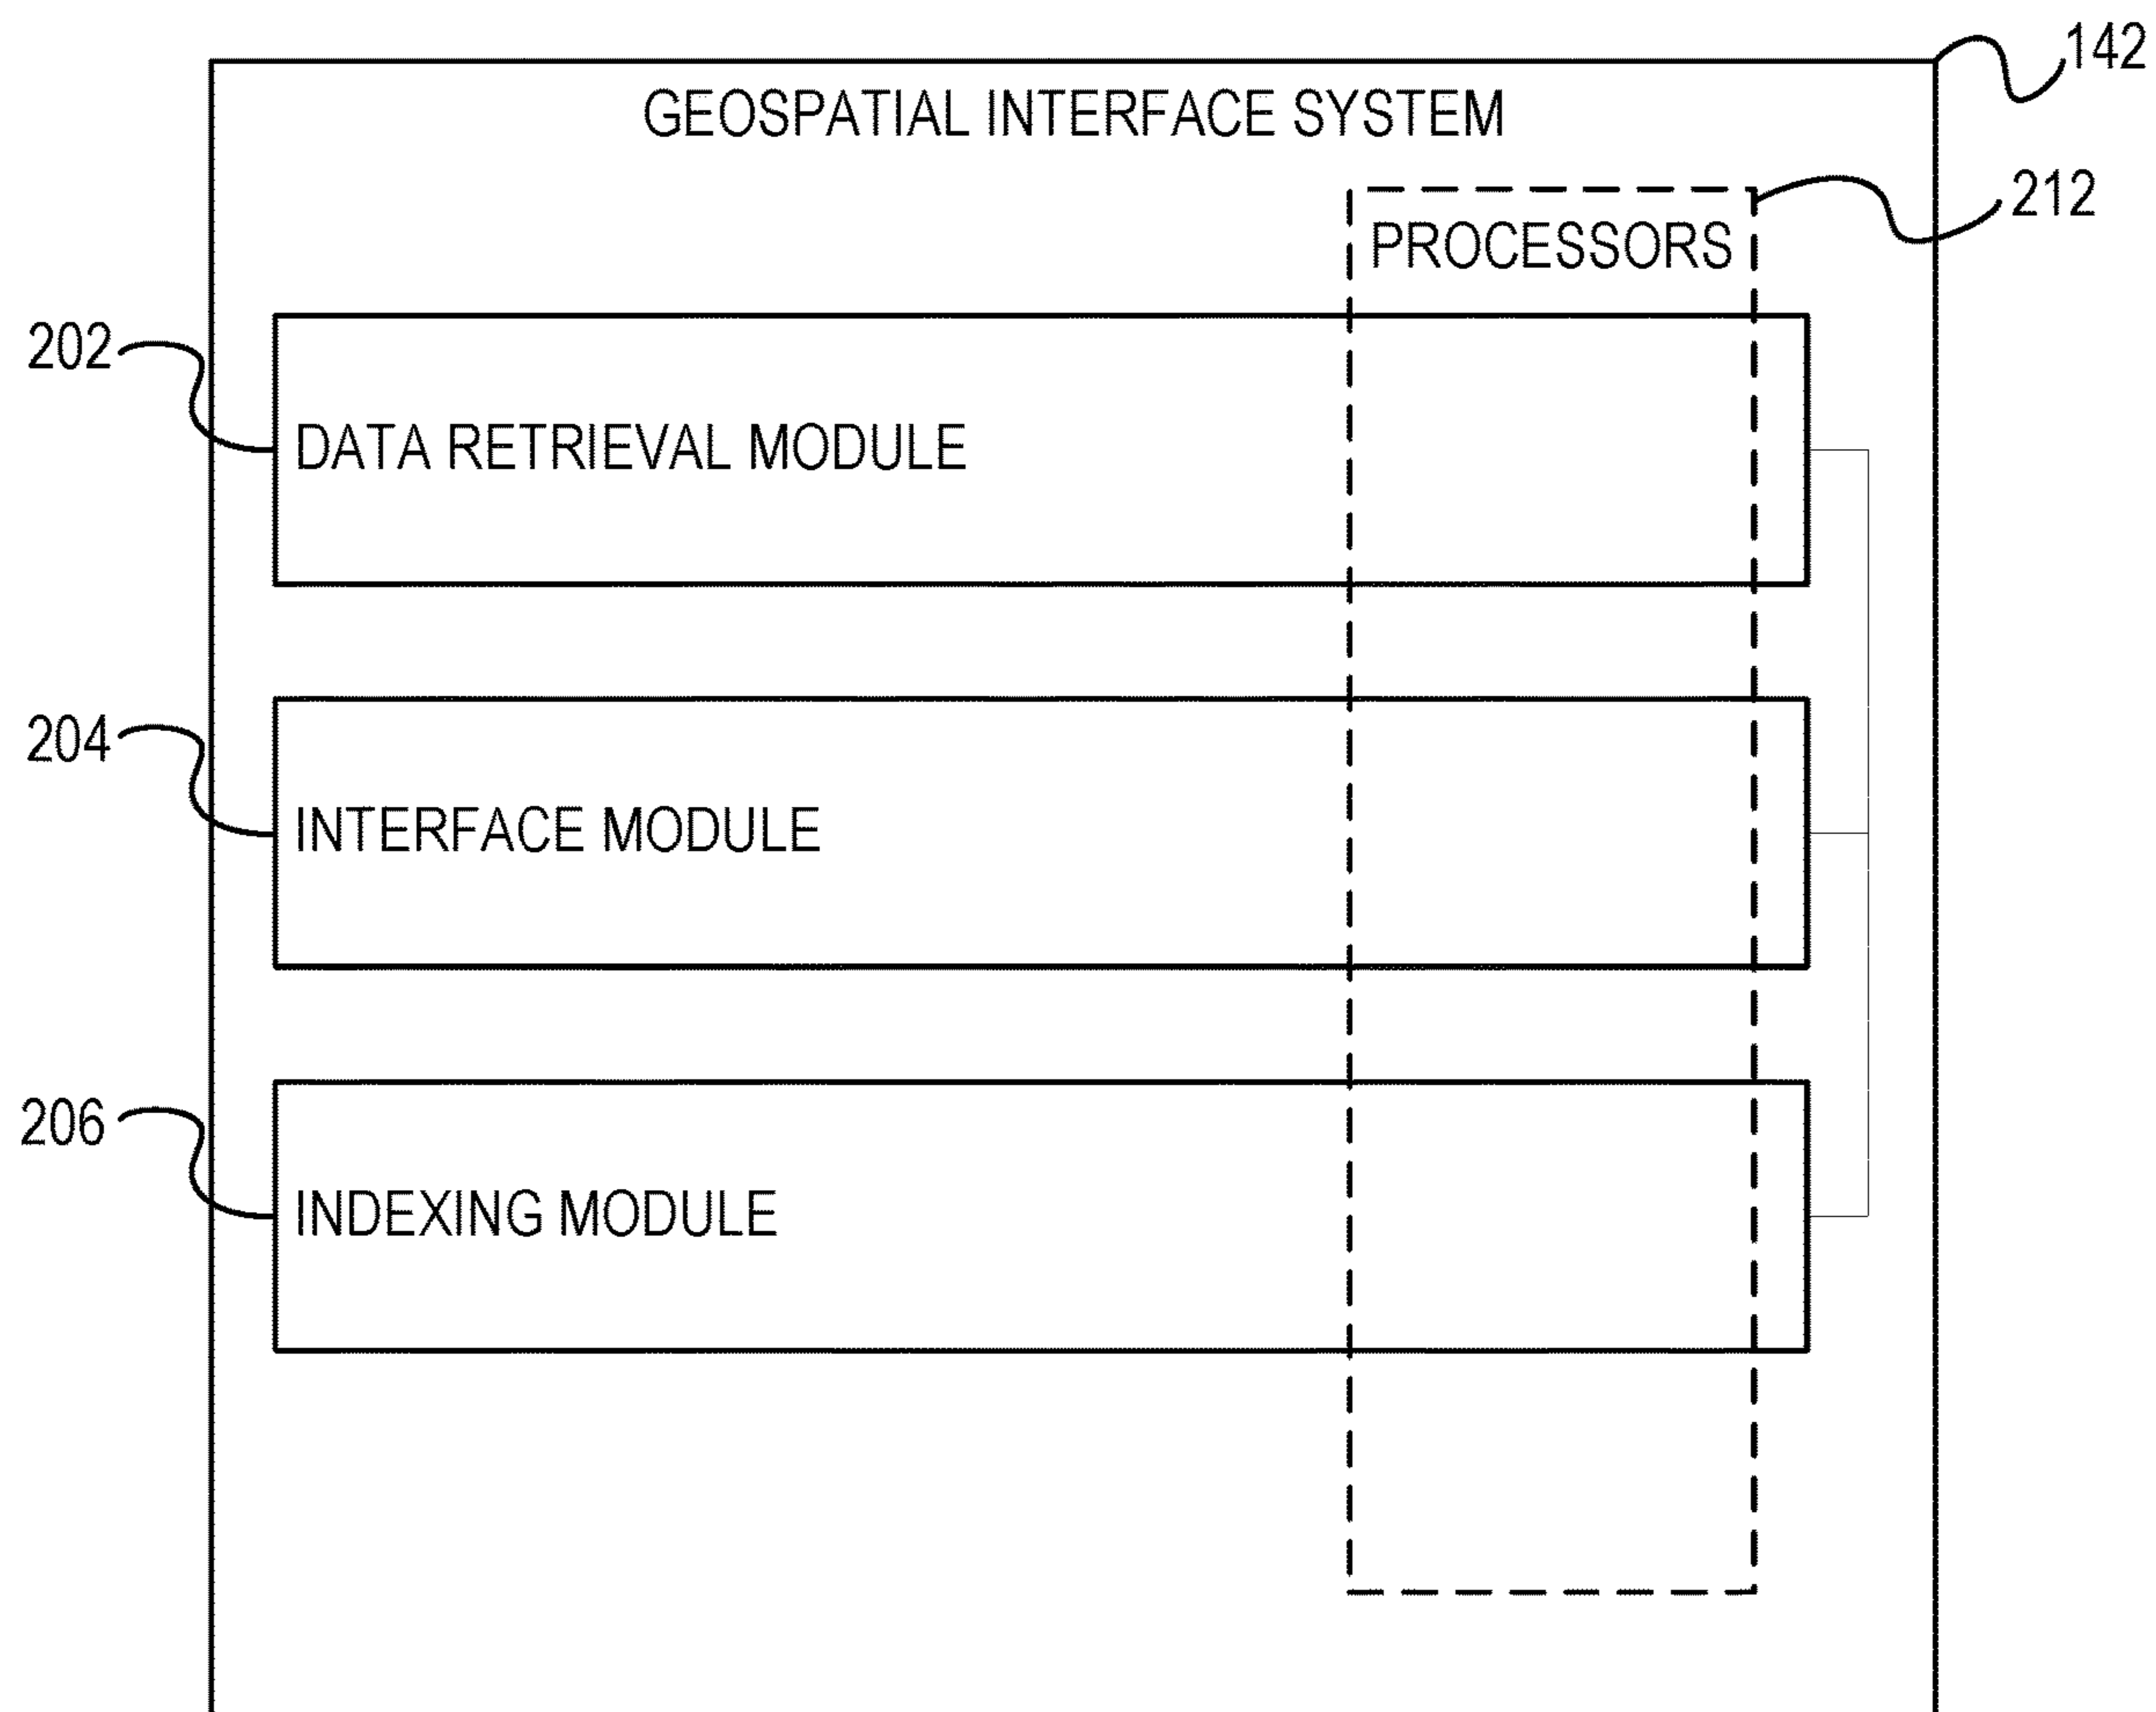 142
GEOSPATIAL INTERFACE SYSTEM
212
PROCESSORS
202
DATA RETRIEVAL MODULE
204
INTERFACE MODULE
206
INDEXING MODULE